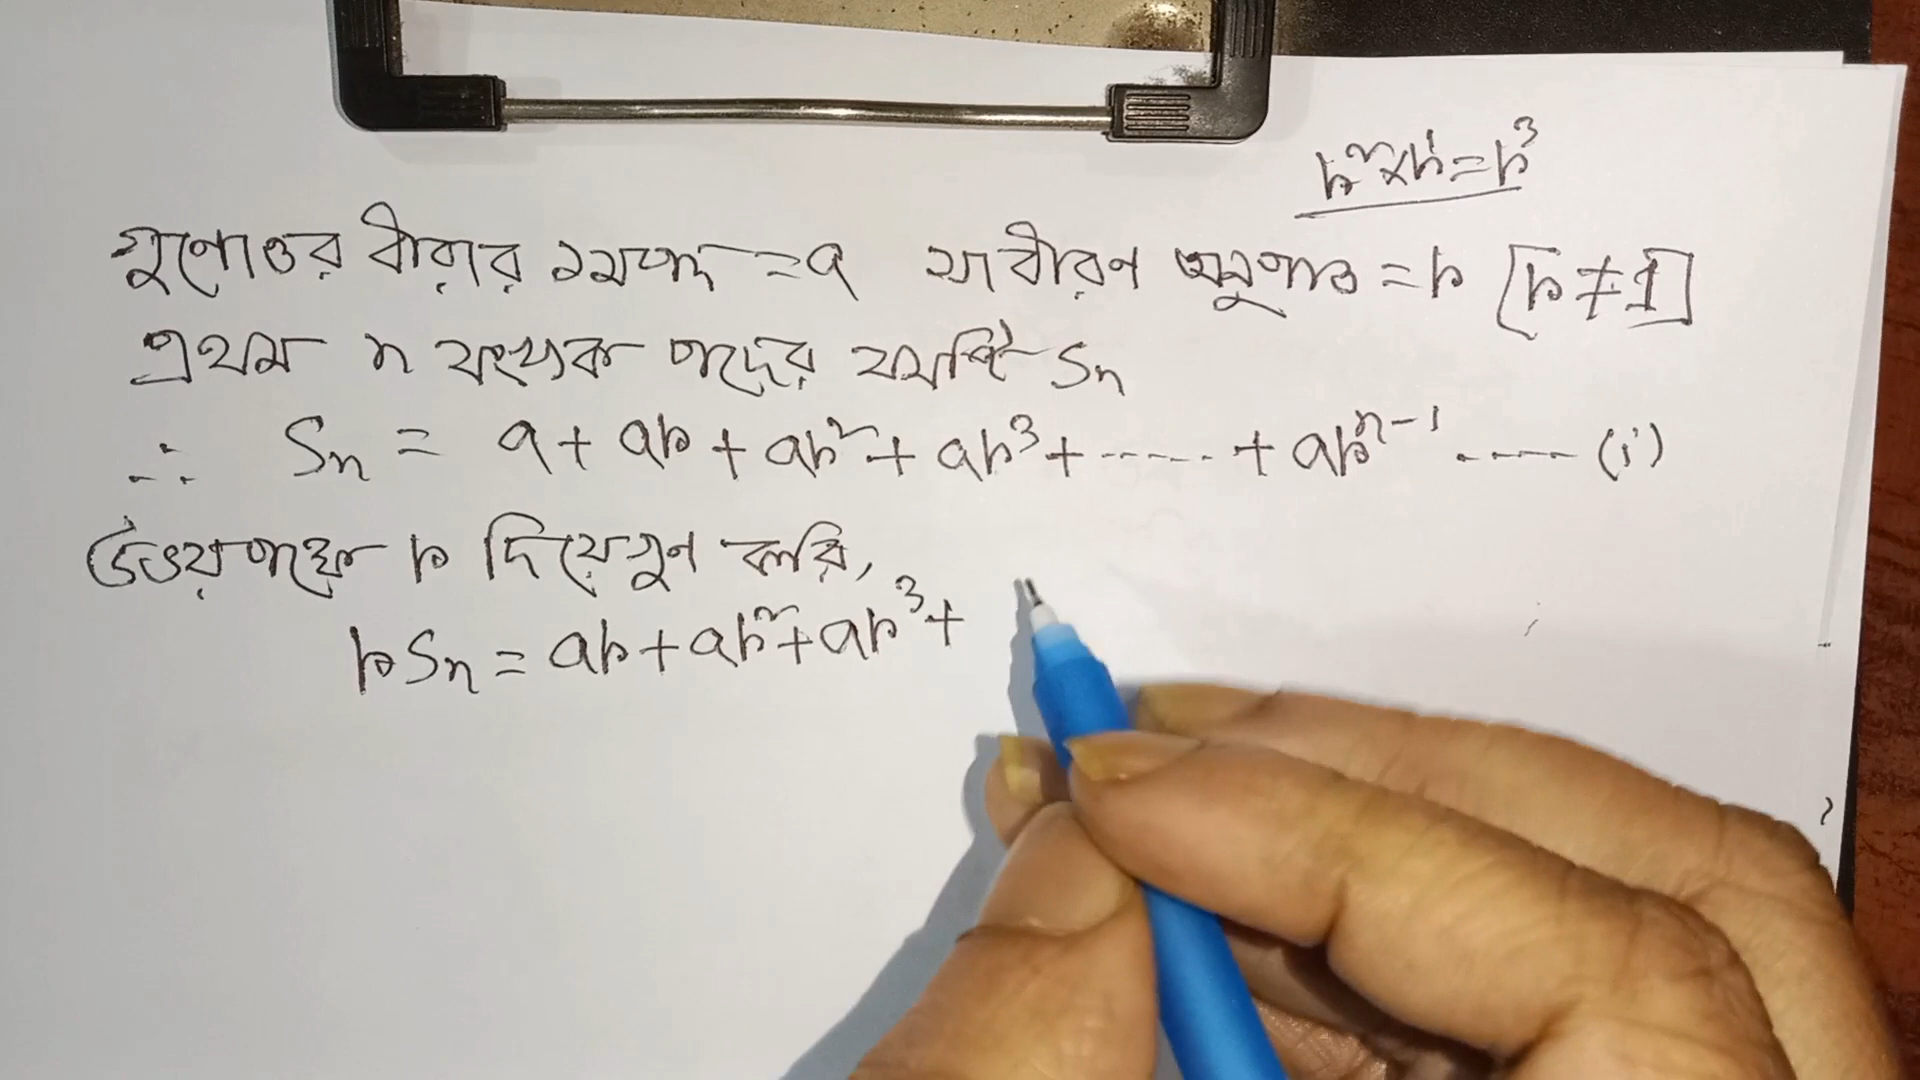 r² × r¹ = r³
গুণোত্তর ধারার ১ম পদ = a সাধারণ অনুপাত = r [r ≠ 1]
প্রথম n সংখ্যক পদের সমষ্টি Sn
∴ Sn = a + ar + ar² + ar³ + ...... + arⁿ⁻¹ ...... (i)
উভয়পক্ষে r দিয়ে গুণ করি,
rSn = ar + ar² + ar³ +